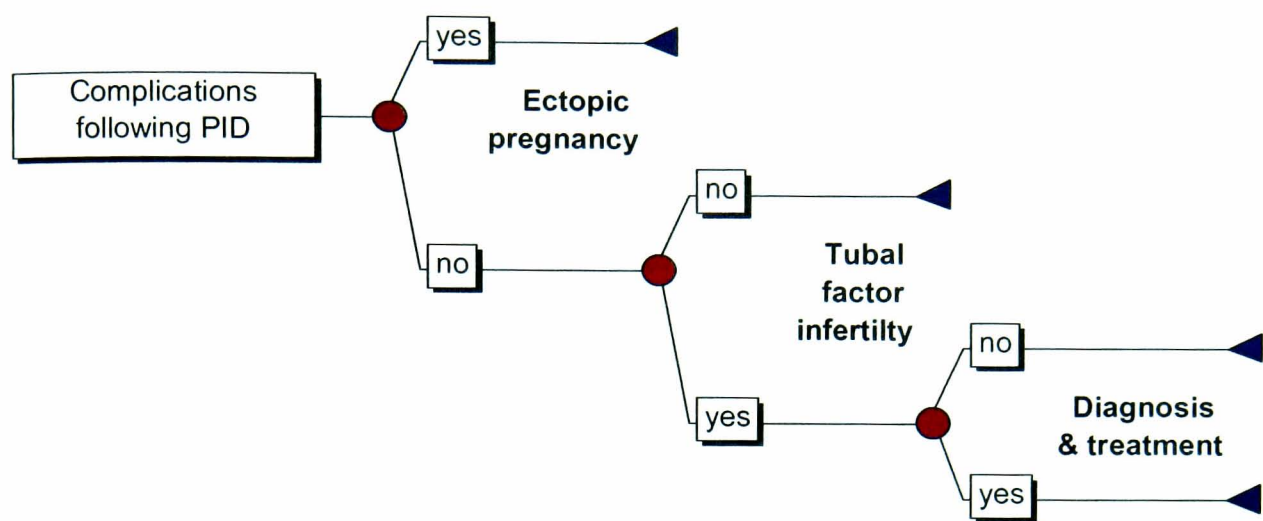 yes
Complications
following PID
Ectopic
pregnancy
no
no
Tubal
factor
infertilty
no
yes
Diagnosis
& treatment
yes